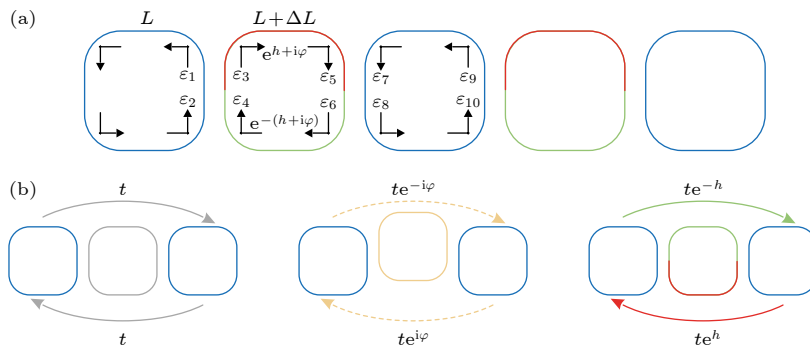 (a)
L
L+ΔL
e^{h+iφ}
ε₁
ε₃
ε₅
ε₇
ε₉
ε₂
ε₄
ε₆
ε₈
ε₁₀
e^{-(h+iφ)}
(b)
t
te^{-iφ}
te^{-h}
t
te^{iφ}
te^{h}